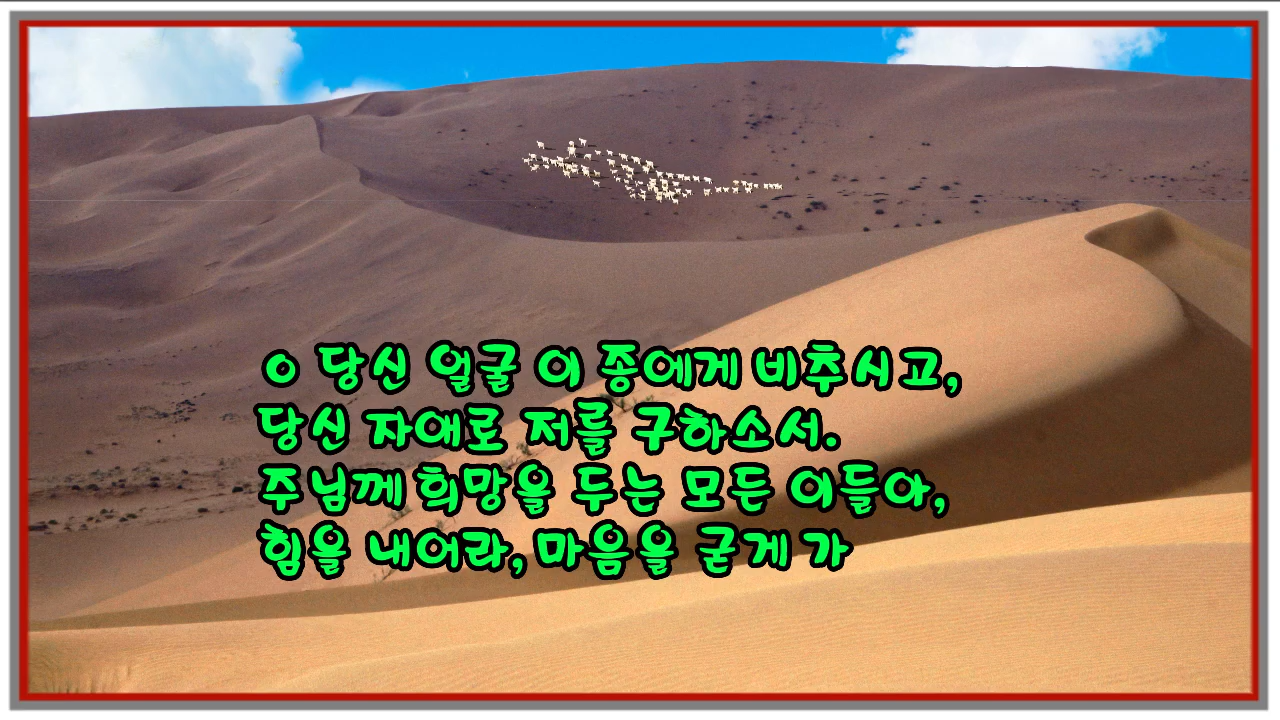 ○ 당신 얼굴 이 종에게 비추시고,
당신 자애로 저를 구하소서.
주님께 희망을 두는 모든 이들아,
힘을 내어라, 마음을 굳게 가